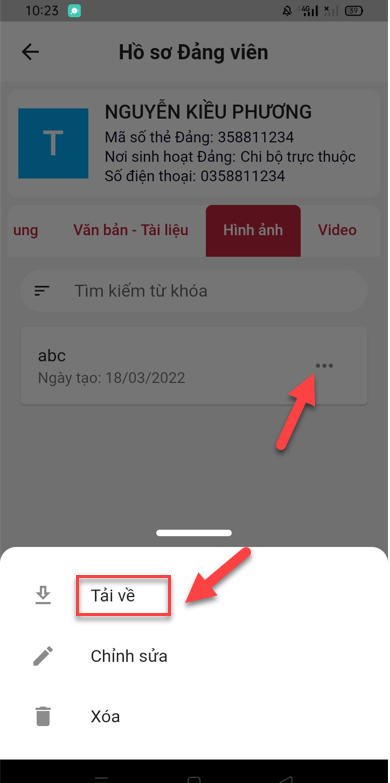 10:23
4G
39
Hồ sơ Đảng viên
T
NGUYỄN KIỀU PHƯƠNG
Mã số thẻ Đảng: 358811234
Nơi sinh hoạt Đảng: Chi bộ trực thuộc
Số điện thoại: 0358811234
ung
Văn bản - Tài liệu
Hình ảnh
Video
Tìm kiếm từ khóa
abc
Ngày tạo: 18/03/2022
Tải về
Chỉnh sửa
Xóa